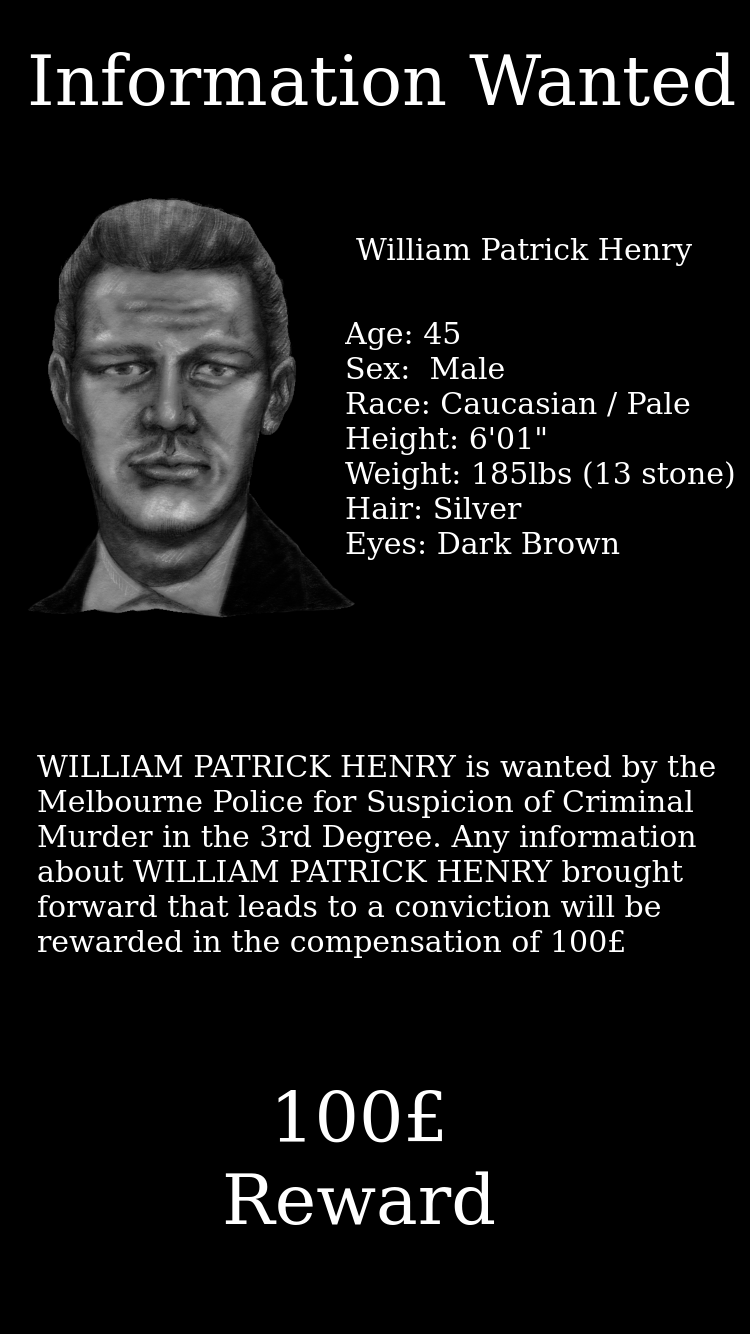 Information Wanted
William Patrick Henry
Age: 45
Sex:  Male
Race: Caucasian / Pale
Height: 6'01"
Weight: 185lbs (13 stone)
Hair: Silver
Eyes: Dark Brown
WILLIAM PATRICK HENRY is wanted by the
Melbourne Police for Suspicion of Criminal
Murder in the 3rd Degree. Any information
about WILLIAM PATRICK HENRY brought
forward that leads to a conviction will be
rewarded in the compensation of 100£
100£
Reward